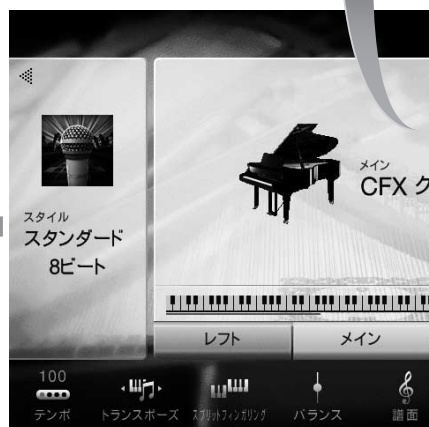 スタイル
スタンダード
8ビート
メイン
CFX ク
レフト
メイン
100
テンポ
トランスポーズ
スプリットフィンガリング
バランス
譜面